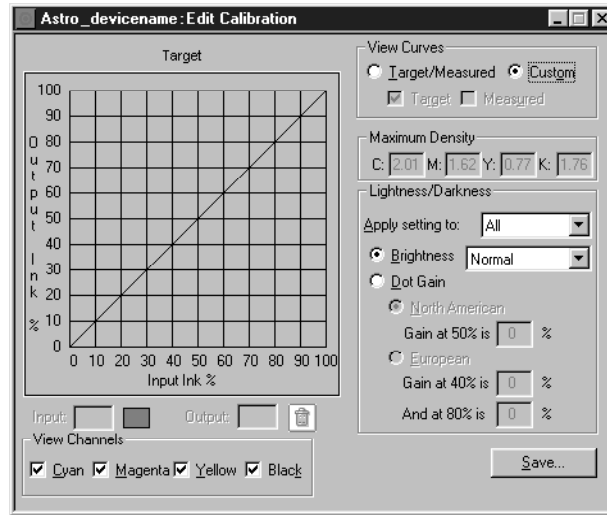 Astro_devicename: Edit Calibration
Target
100
90
80
70
60
50
40
30
20
10
0
Output Ink %
0 10 20 30 40 50 60 70 80 90 100
Input Ink %
Input: Output:
View Channels
Cyan Magenta Yellow Black
View Curves
Target/Measured Custom
Target Measured
Maximum Density
C: 2.01 M: 1.62 Y: 0.77 K: 1.76
Lightness/Darkness
Apply setting to: All
Brightness Normal
Dot Gain
North American
Gain at 50% is 0 %
European
Gain at 40% is 0 %
And at 80% is 0 %
Save...